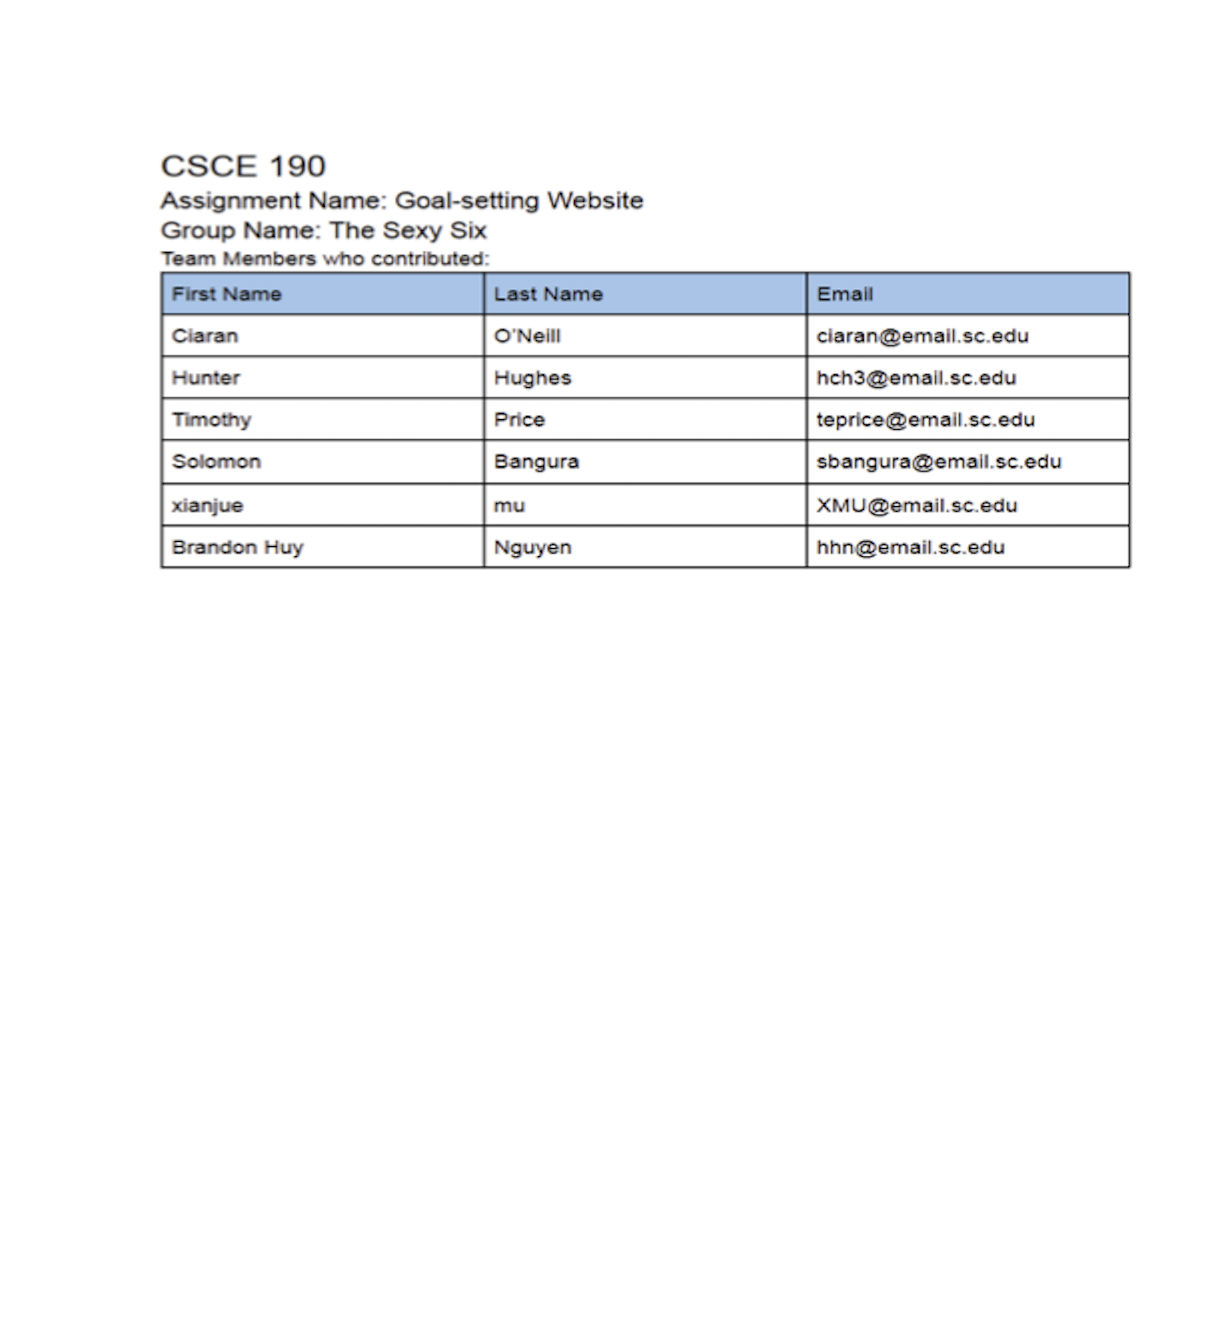 CSCE 190
Assignment Name: Goal-setting Website
Group Name: The Sexy Six
Team Members who contributed:
First Name Last Name Email
Ciaran O'Neill ciaran@email.sc.edu
Hunter Hughes hch3@email.sc.edu
Timothy Price teprice@email.sc.edu
Solomon Bangura sbangura@email.sc.edu
xianjue mu XMU@email.sc.edu
Brandon Huy Nguyen hhn@email.sc.edu